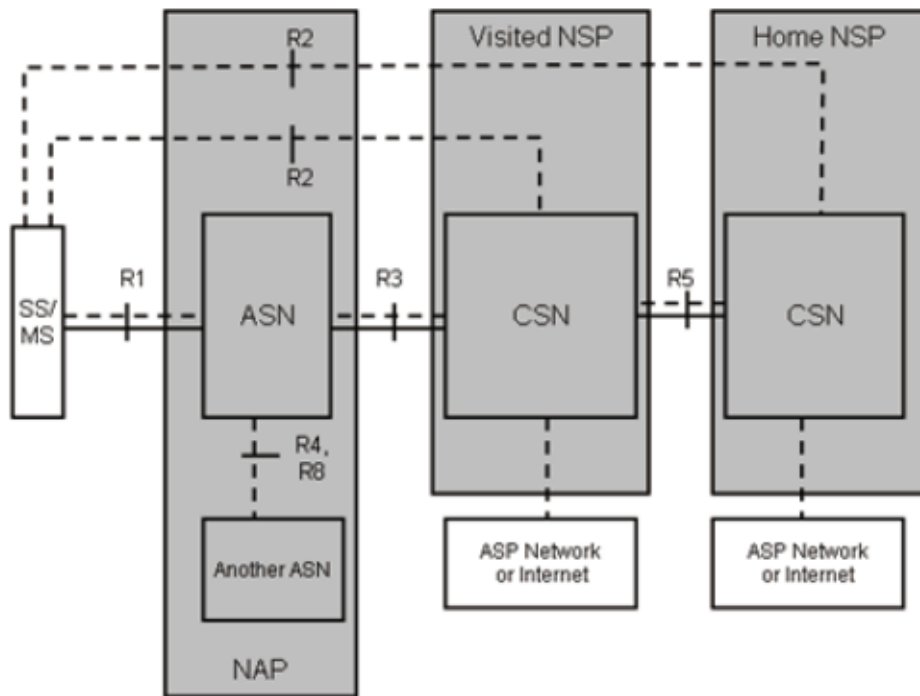 R2
Visited NSP
Home NSP
R2
R1
R3
R5
SS/
MS
ASN
CSN
CSN
R4,
R8
Another ASN
ASP Network
or Internet
ASP Network
or Internet
NAP